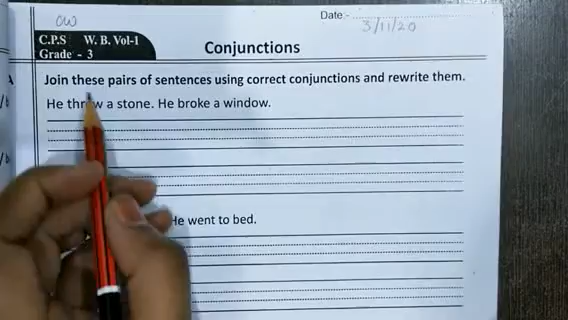 CW
Date:- 3/11/20
C.P.S W. B. Vol-1
Grade - 3
Conjunctions
Join these pairs of sentences using correct conjunctions and rewrite them.
He threw a stone. He broke a window.
He went to bed.